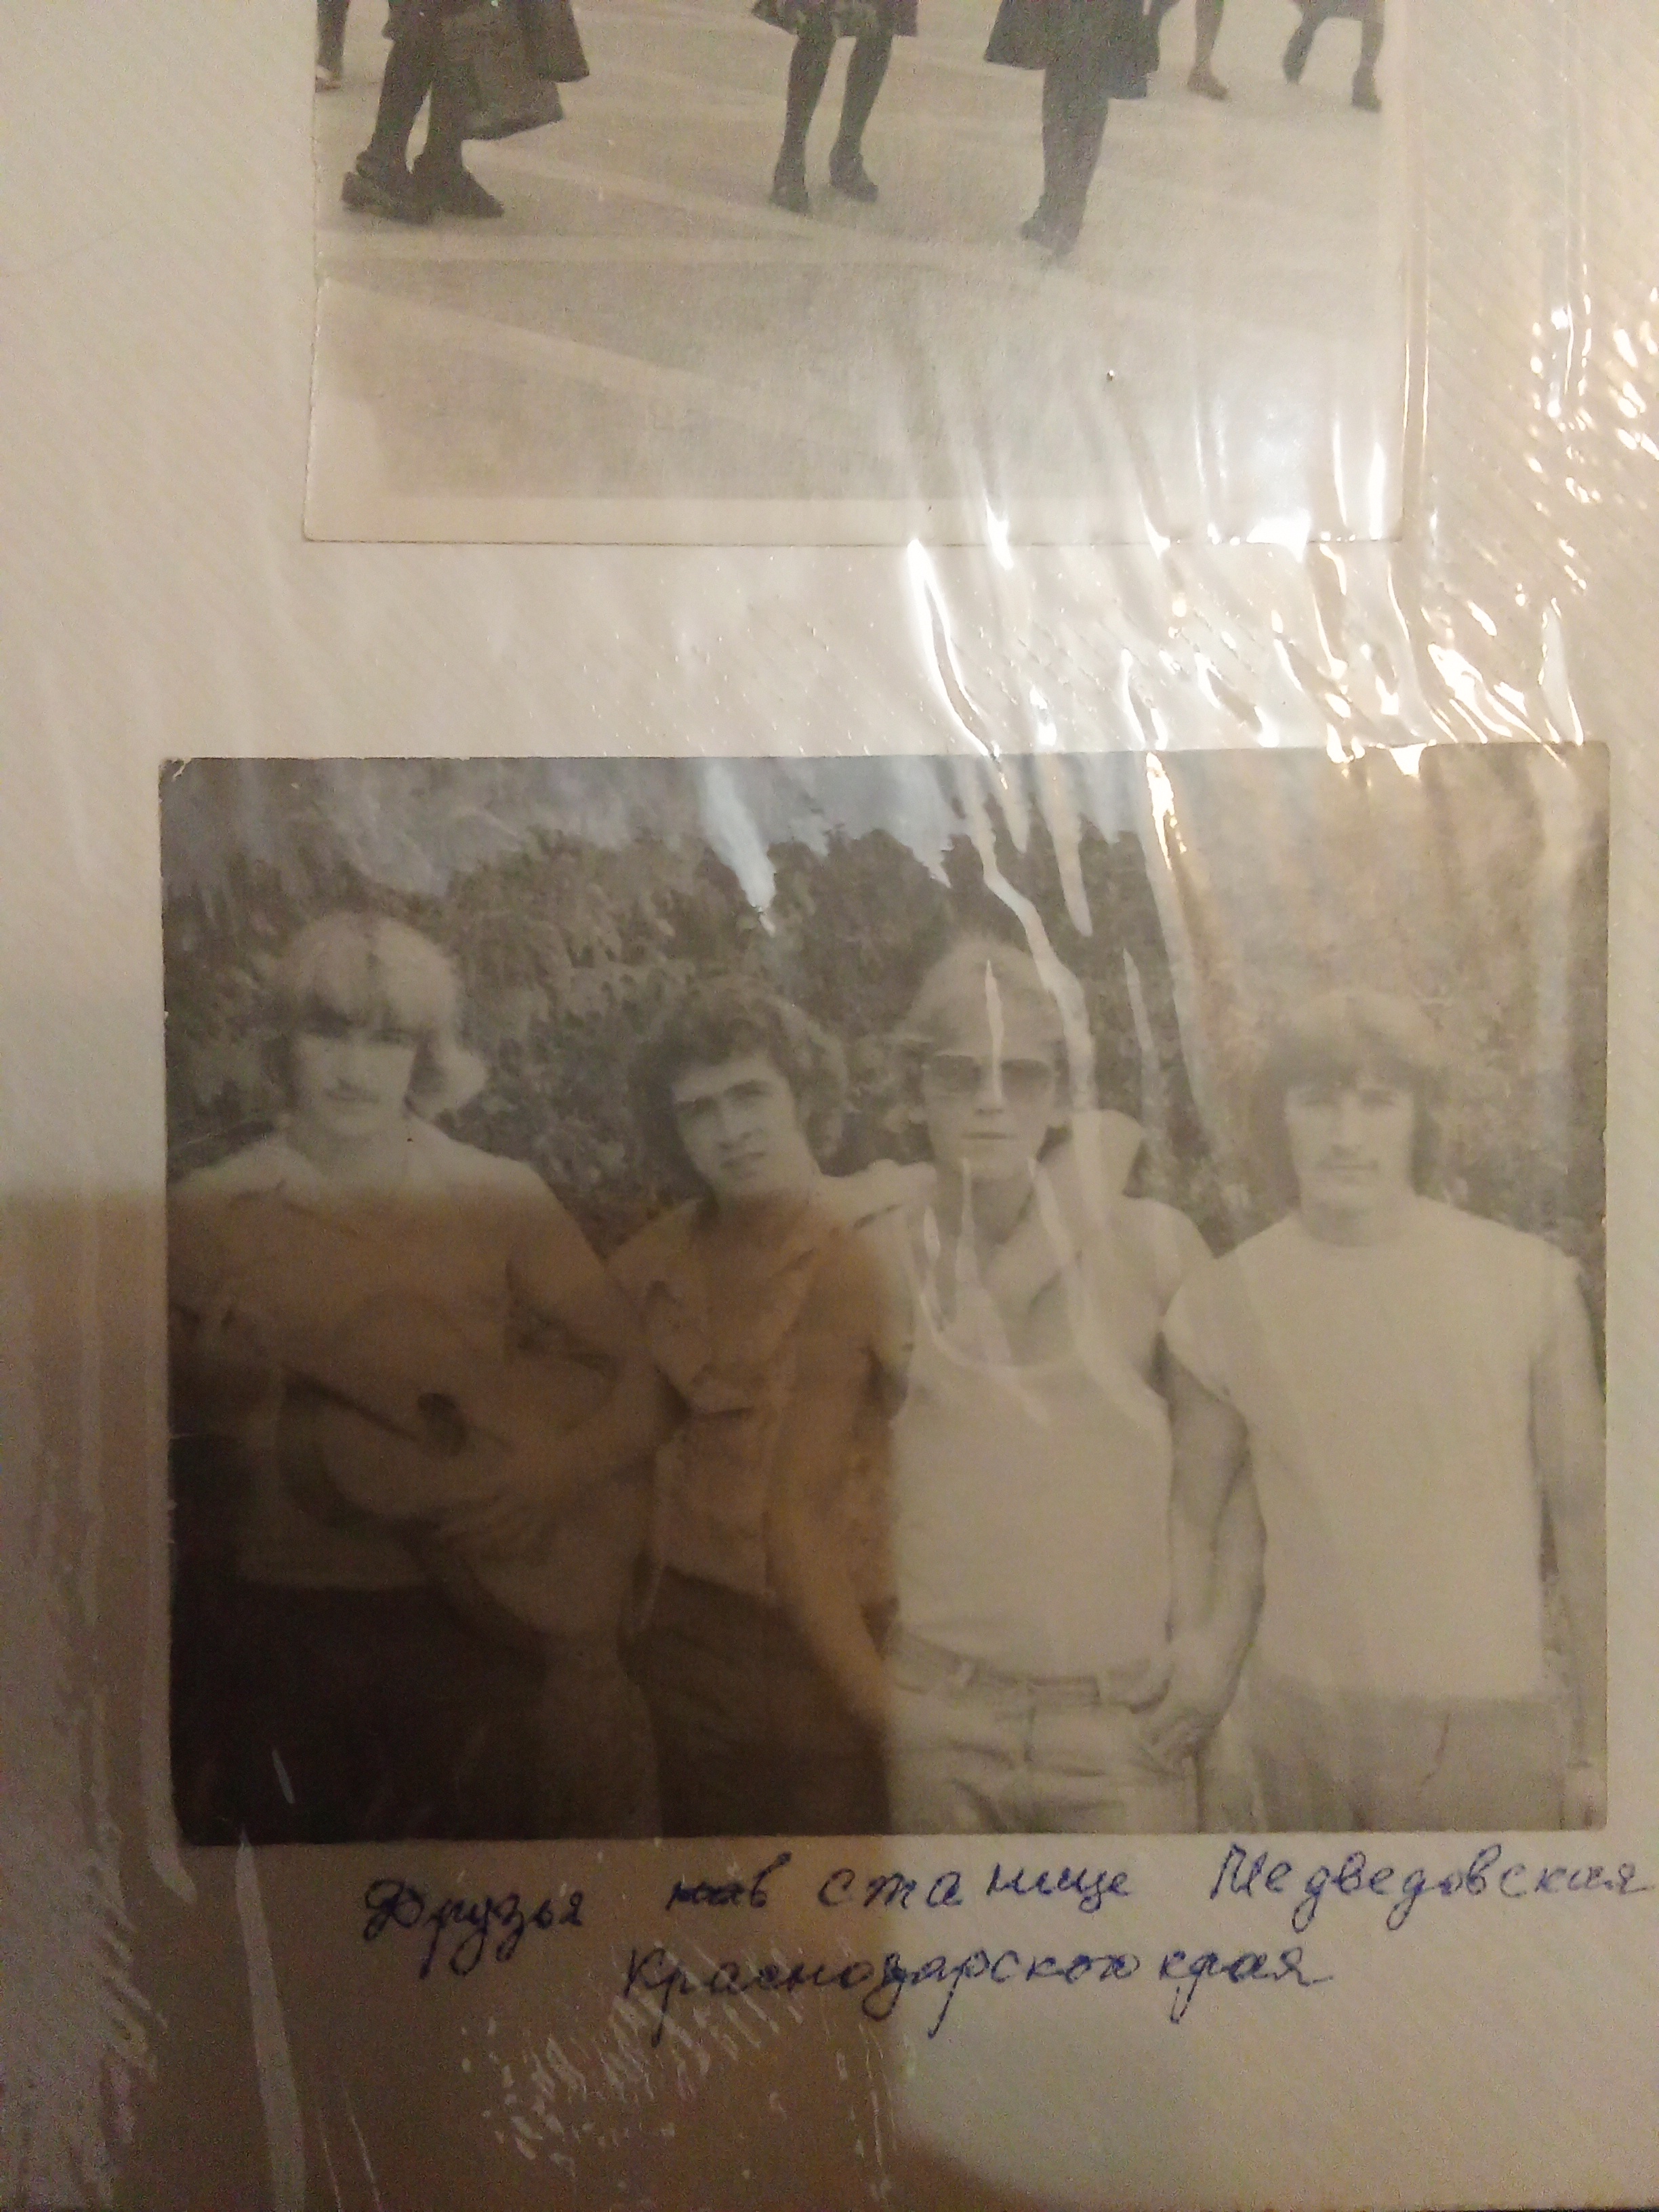 Друзья в станице Медведовская
Краснодарского края